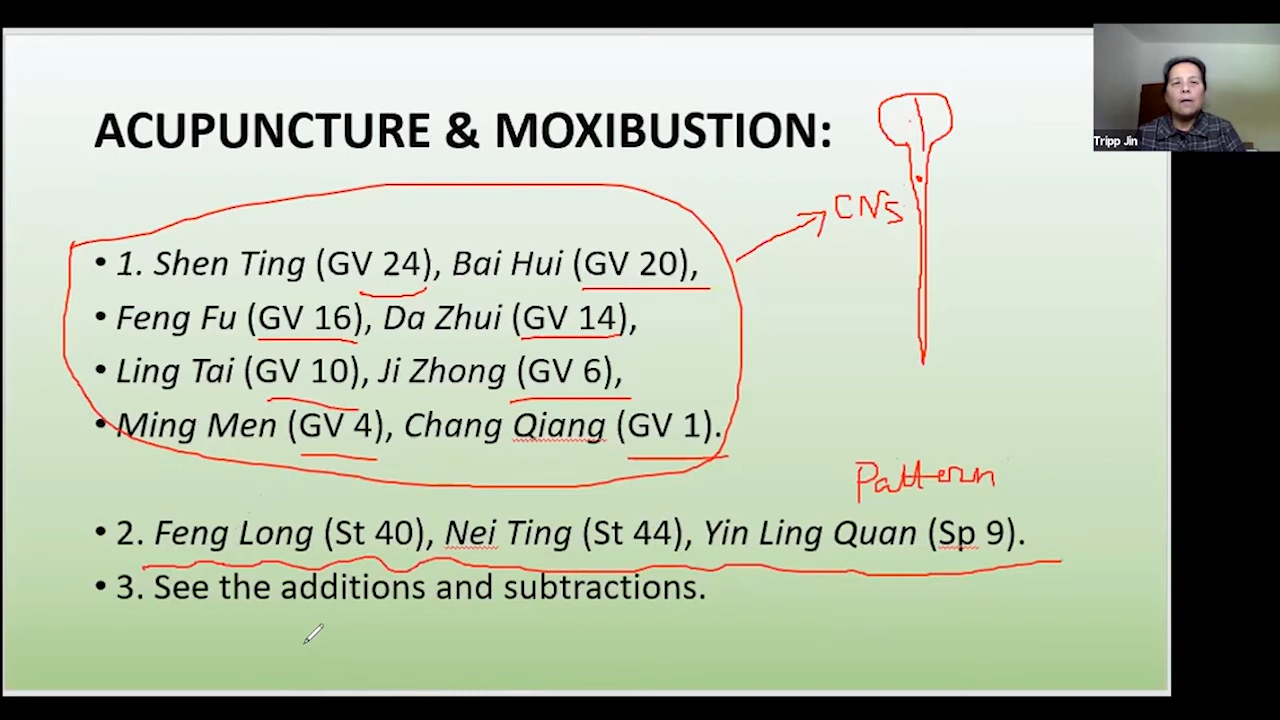 ACUPUNCTURE & MOXIBUSTION:
Tripp Jin
CNS
• 1. Shen Ting (GV 24), Bai Hui (GV 20),
• Feng Fu (GV 16), Da Zhui (GV 14),
• Ling Tai (GV 10), Ji Zhong (GV 6),
• Ming Men (GV 4), Chang Qiang (GV 1).
Pattern
• 2. Feng Long (St 40), Nei Ting (St 44), Yin Ling Quan (Sp 9).
• 3. See the additions and subtractions.